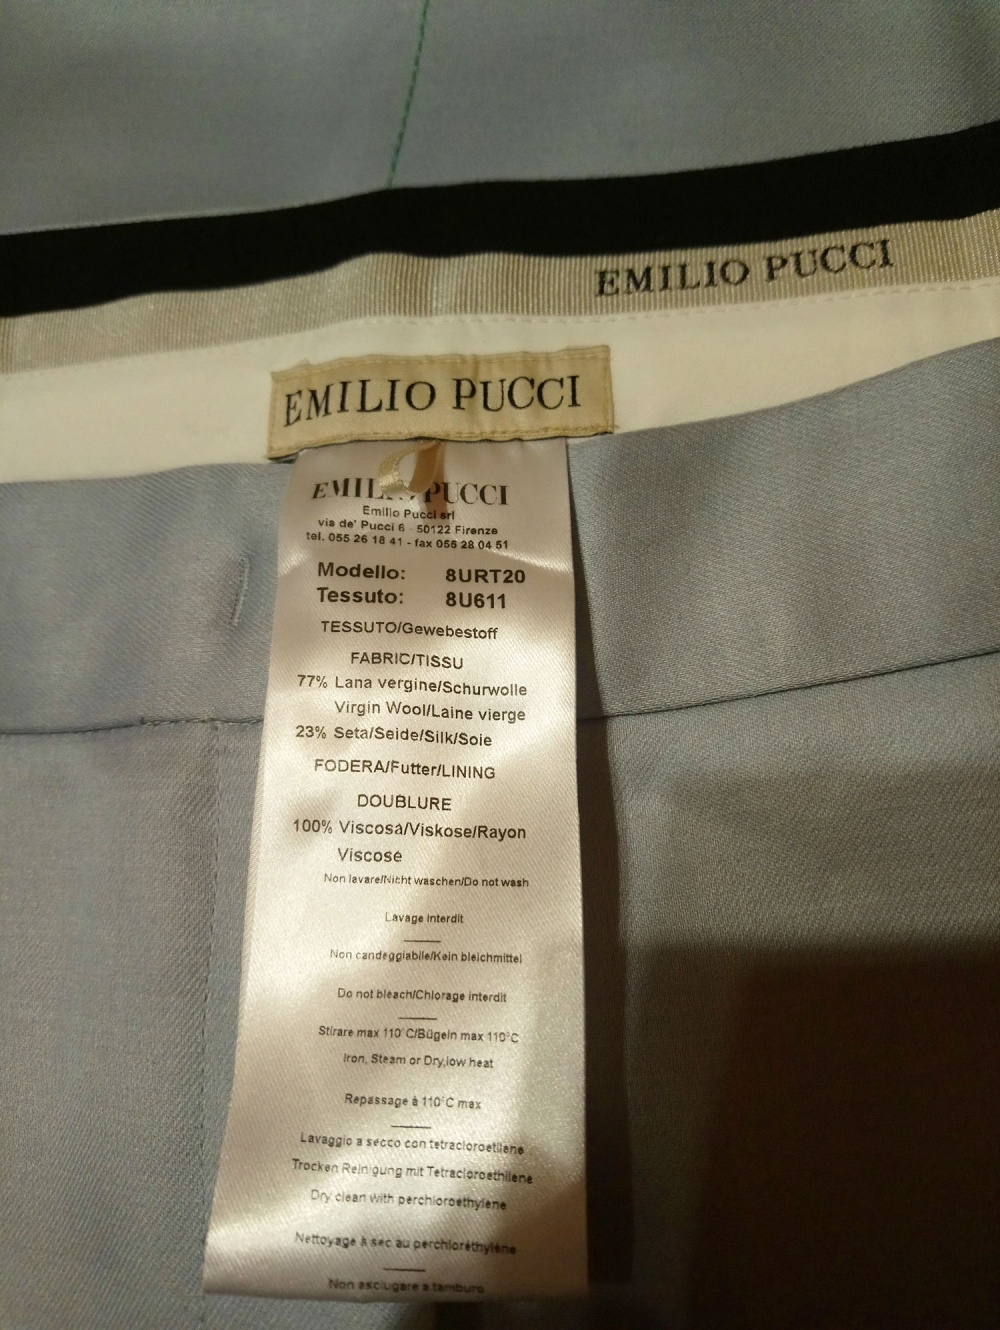 EMILIO PUCCI
EMILIO PUCCI
PUCCI
Emilio Pucci srl
via de' Pucci 6 - 50122 Firenze
tel. 055 26 18 41 - fax 055 28 04 51
Modello: 8URT20
Tessuto: 8U611
TESSUTO/Gewebestoff
FABRIC/TISSU
77% Lana vergine/Schurwolle
Virgin Wool/Laine vierge
23% Seta/Seide/Silk/Soie
FODERA/Futter/LINING
DOUBLURE
100% Viscosa/Viskose/Rayon
Viscose
Non lavare/Nicht waschen/Do not wash
Lavage interdit
Non candeggiabile/Kein bleichmittel
Do not bleach/Chlorage interdit
Stirare max 110°C/Bügeln max 110°C
Iron, Steam or Dry,low heat
Repassage à 110°C max
Lavaggio a secco con tetracloroetilene
Trocken Reinigung mit Tetracloroethilene
Dry clean with perchloroethylene
Nettoyage à sec au perchloréthylène
Non asciugare a tamburo